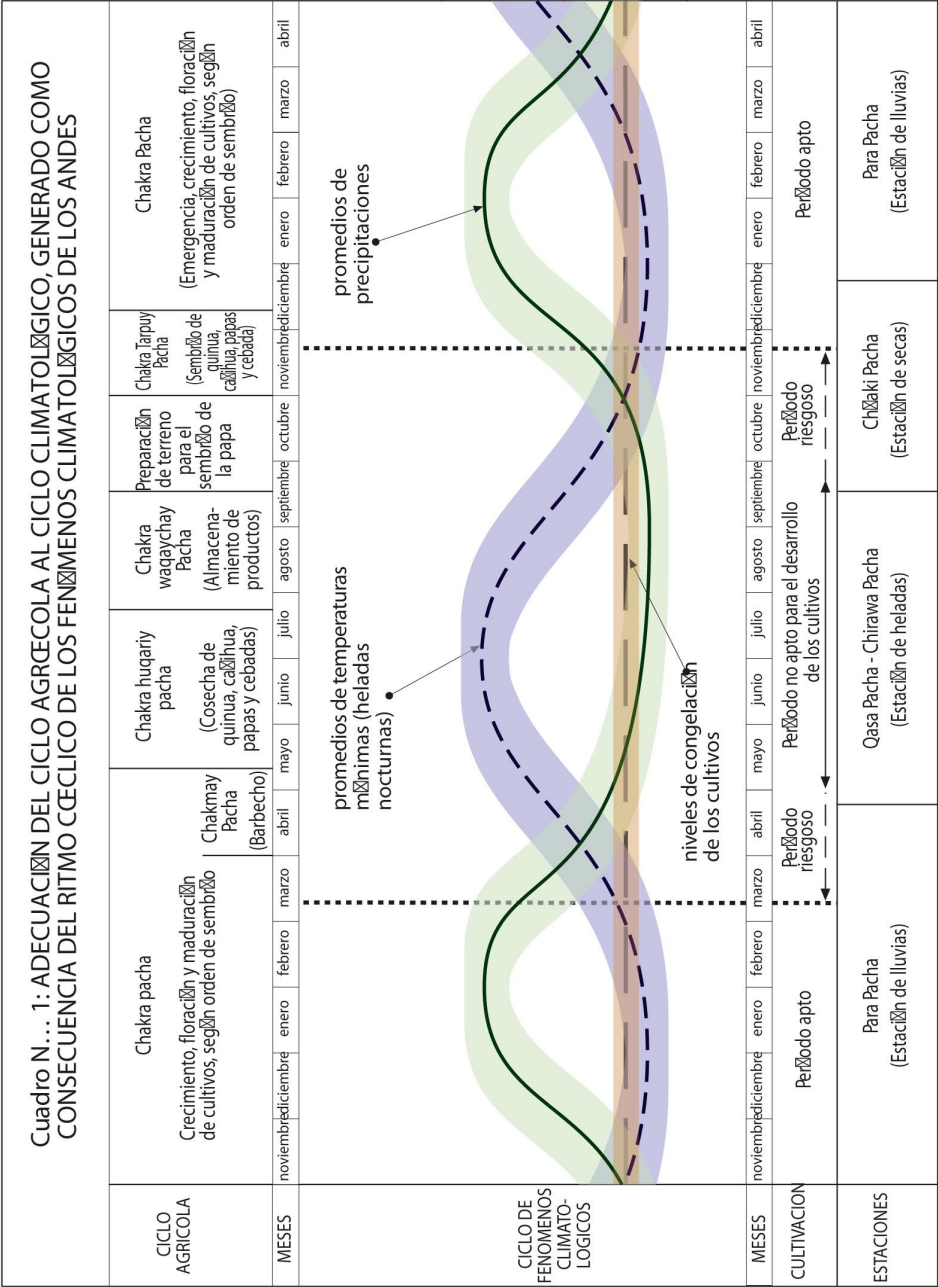 Cuadro N... 1: ADECUACI☒N DEL CICLO AGRŒCOLA AL CICLO CLIMATOL☒GICO, GENERADO COMO
CONSECUENCIA DEL RITMO CŒCLICO DE LOS FEN☒MENOS CLIMATOL☒GICOS DE LOS ANDES
CICLO
AGRICOLA
Chakra pacha
Crecimiento, floraci☒n y maduraci☒n
de cultivos, seg☒n orden de sembr☒o
Chakmay
Pacha
(Barbecho)
Chakra huqariy
pacha
(Cosecha de
quinua, ca☒ihua,
papas y cebadas)
Chakra
waqaychay
Pacha
(Almacena-
miento de
productos)
Preparaci☒n
de terreno
para el
sembr☒o de
la papa
Chakra Tarpuy
Pacha
(Sembr☒o de
quinua,
ca☒ihua, papas
y cebada)
Chakra Pacha
(Emergencia, crecimiento, floraci☒n
y maduraci☒n de cultivos, seg☒n
orden de sembr☒o)
MESES noviembre diciembre enero febrero marzo abril mayo junio julio agosto septiembre octubre noviembre diciembre enero febrero marzo abril
CICLO DE
FENOMENOS
CLIMATO-
LOGICOS
promedios de temperaturas
m☒nimas (heladas
nocturnas)
promedios de
precipitaciones
niveles de congelaci☒n
de los cultivos
MESES noviembre diciembre enero febrero marzo abril mayo junio julio agosto septiembre octubre noviembre diciembre enero febrero marzo abril
CULTIVACION
Per☒odo apto
Per☒odo
riesgoso
Per☒odo no apto para el desarrollo
de los cultivos
Per☒odo
riesgoso
Per☒odo apto
ESTACIONES
Para Pacha
(Estaci☒n de lluvias)
Qasa Pacha - Chirawa Pacha
(Estaci☒n de heladas)
Ch☒aki Pacha
(Estaci☒n de secas)
Para Pacha
(Estaci☒n de lluvias)